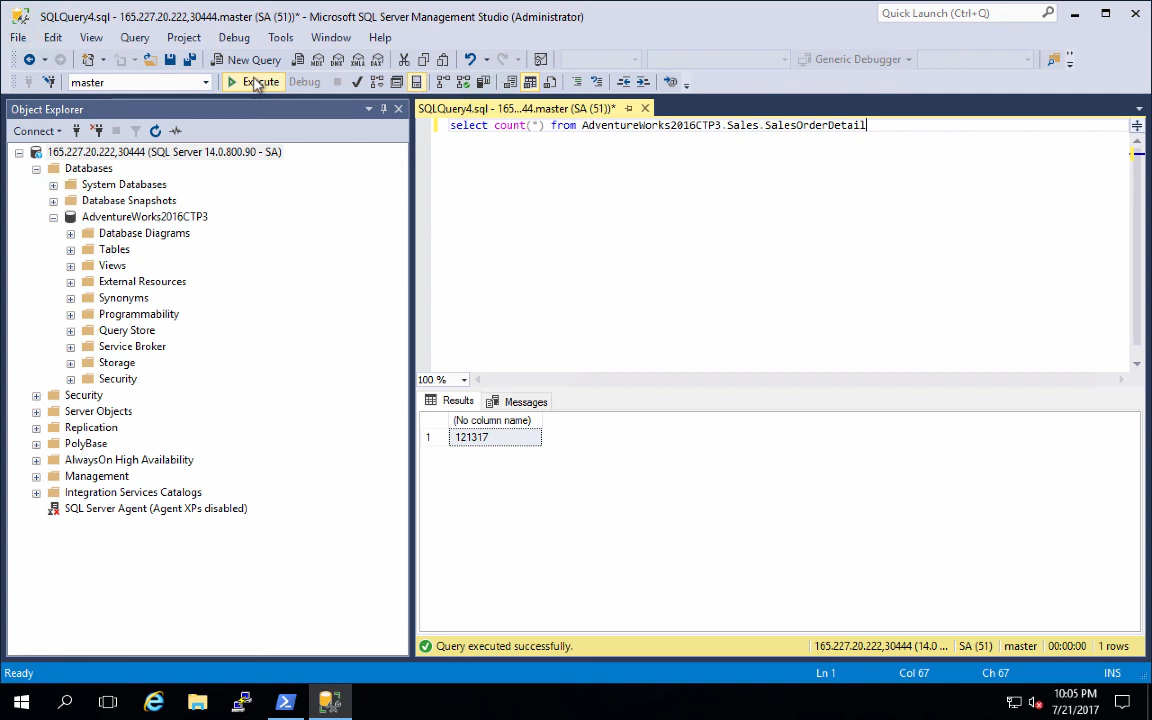 SQLQuery4.sql - 165.227.20.222,30444.master (SA (51))* - Microsoft SQL Server Management Studio (Administrator)
Quick Launch (Ctrl+Q)
File Edit View Query Project Debug Tools Window Help
New Query
MDX DMX XMLA DAX
Generic Debugger
master
Execute
Debug
Object Explorer
Connect
165.227.20.222,30444 (SQL Server 14.0.800.90 - SA)
Databases
System Databases
Database Snapshots
AdventureWorks2016CTP3
Database Diagrams
Tables
Views
External Resources
Synonyms
Programmability
Query Store
Service Broker
Storage
Security
Security
Server Objects
Replication
PolyBase
AlwaysOn High Availability
Management
Integration Services Catalogs
SQL Server Agent (Agent XPs disabled)
SQLQuery4.sql - 165...44.master (SA (51))*
select count(*) from AdventureWorks2016CTP3.Sales.SalesOrderDetail
100 %
Results
Messages
(No column name)
1 121317
Query executed successfully.
165.227.20.222,30444 (14.0 ... SA (51) master 00:00:00 1 rows
Ready
Ln 1 Col 67 Ch 67 INS
10:05 PM
7/21/2017